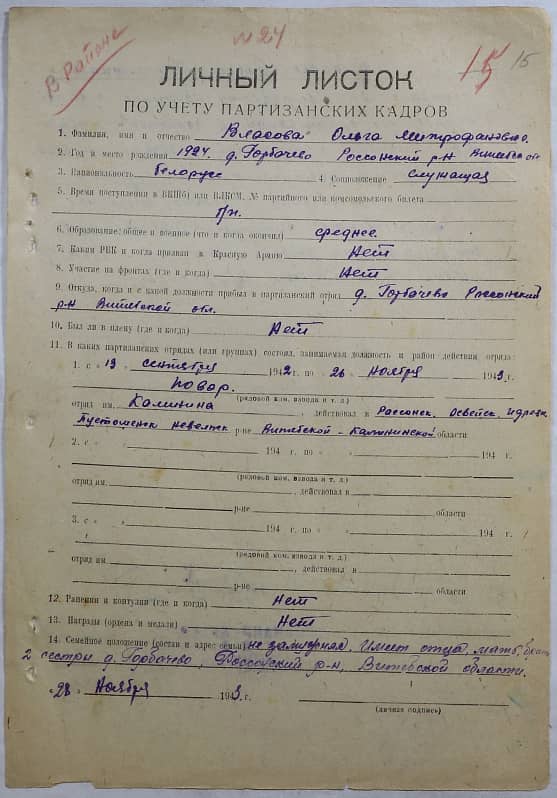 В Районе
№ 24
15 15
ЛИЧНЫЙ ЛИСТОК
ПО УЧЕТУ ПАРТИЗАНСКИХ КАДРОВ
1. Фамилия, имя и отчество Власова Ольга Митрофановна.
2. Год и место рождения 1924. д. Горбачево Россонский р-н Витебск обл
3. Национальность белорус 4. Соцположение служащая
5. Время поступления в ВКП(б) или ВЛКСМ, № партийного или комсомольского билета
б/п.
6. Образование: общее и военное (что и когда окончил) среднее.
7. Каким РВК и когда призван в Красную Армию Нет
8. Участие на фронтах (где и когда) Нет
9. Откуда, когда и с какой должности прибыл в партизанский отряд д. Горбачево Россонский
р-н Витебской обл.
10. Был ли в плену (где и когда) Нет
11. В каких партизанских отрядах (или группах) состоял, занимаемая должность и район действия отряда:
1. с „19 сентября 1942г. по „26 Ноября 1943г.
Повар.
(рядовой ком. взвода и т. д.)
отряд им. Калинина, действовал в Россонск, Освейск, Идрецк,
Пустошенск Невельск р-не Витебской - Калининской области
2. с „ “ 194 г. по „ “ 194 г.
(рядовой ком. взвода и т. д.)
отряд им. , действовал в
р-не области
3. с „ “ 194 г. по „ “ 194 г.
(рядовой ком. взвода и т. д.)
отряд им. , действовал в
р-не области
12. Ранения и контузии (где и когда) Нет
13. Награды (ордена и медали) Нет
14. Семейное положение (состав и адрес семьи) не замужняя, Имеет отца, мать, брат
2 сестры д. Горбачево, Россонский р-н, Витебской области.
„28 Ноября 1943 г.
(личная подпись)